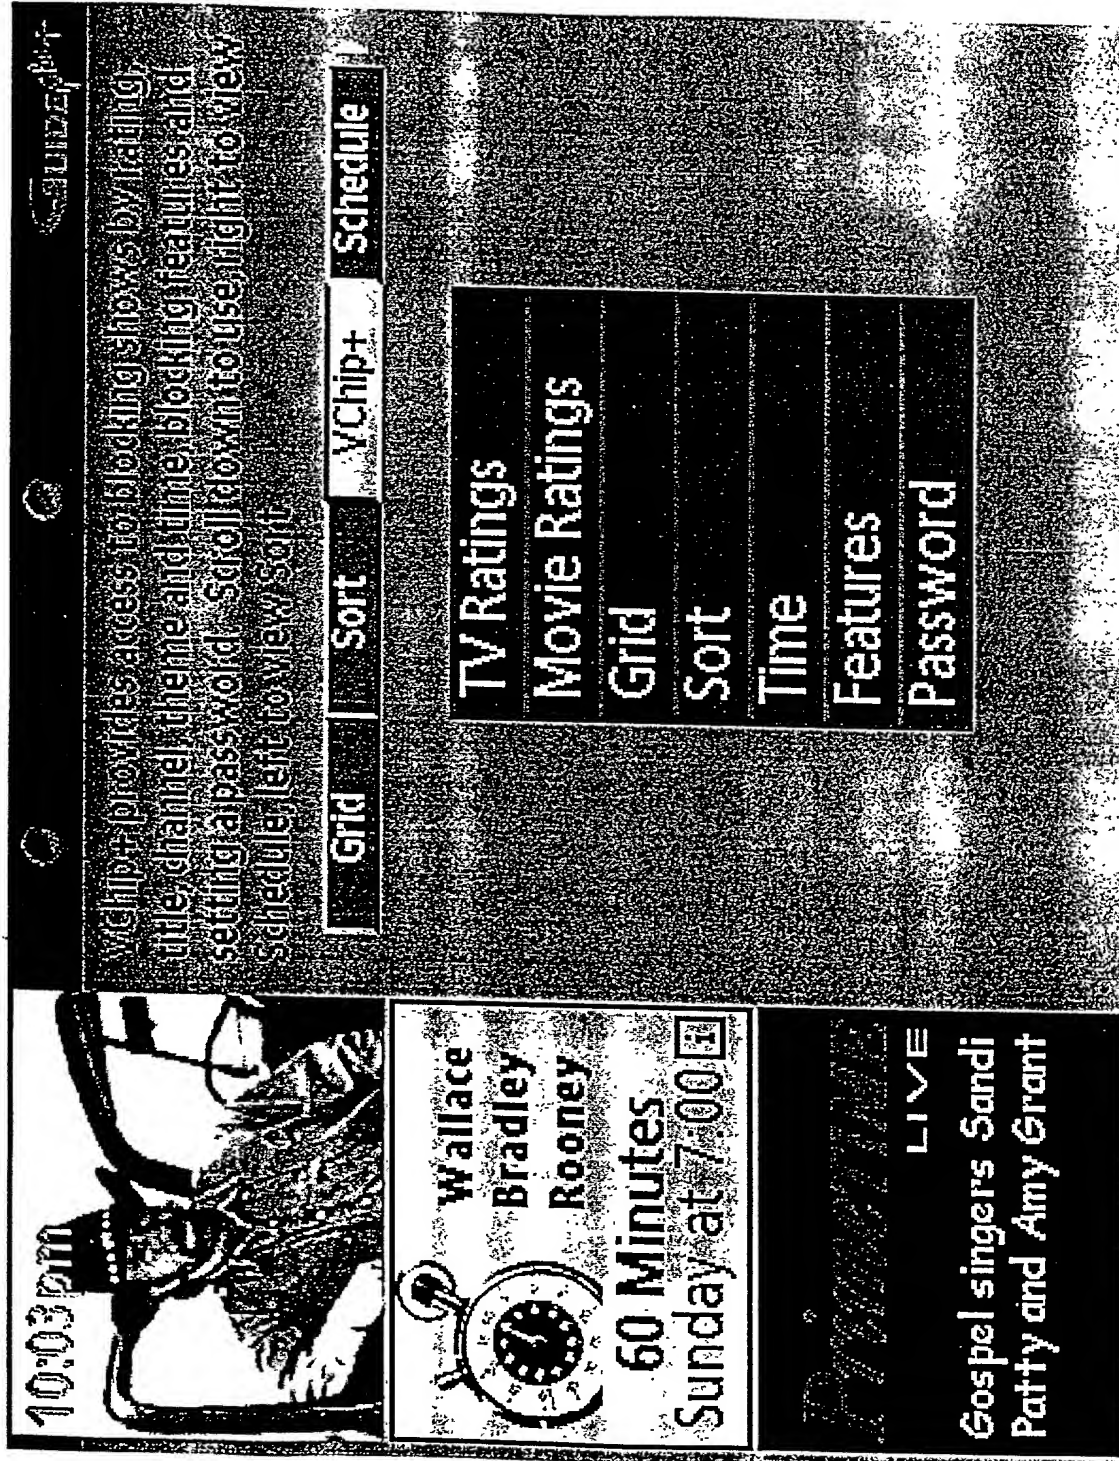 10:03pm
GUIDE Plus+
VChip+ provides access to blocking shows by rating,
title, channel, theme and time, blocking features and
setting a password. Scroll down to use, right to view
schedule, left to view sort.
Grid
Sort
VChip+
Schedule
TV Ratings
Movie Ratings
Grid
Sort
Time
Features
Password
Wallace
Bradley
Rooney
60 Minutes
Sunday at 7:00 i
PrimeTime
LIVE
Gospel singers Sandi
Patty and Amy Grant